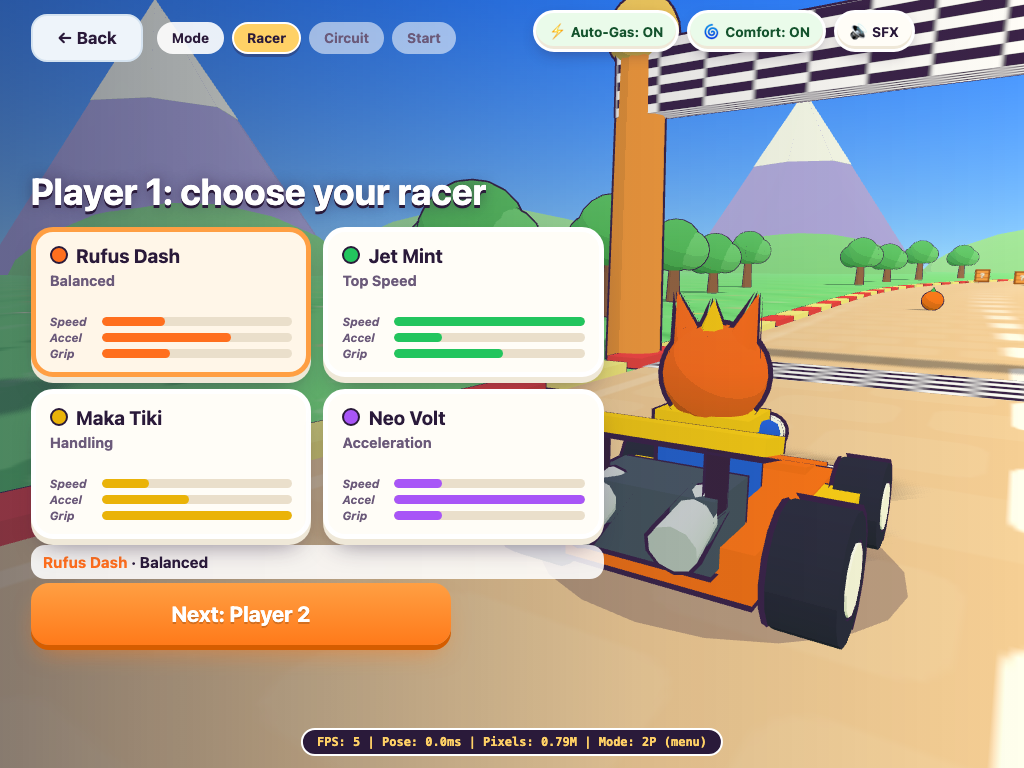 ← Back
Mode
Racer
Circuit
Start
⚡ Auto-Gas: ON
🌀 Comfort: ON
🔈 SFX
Player 1: choose your racer
Rufus Dash
Balanced
Speed
Accel
Grip
Jet Mint
Top Speed
Speed
Accel
Grip
Maka Tiki
Handling
Speed
Accel
Grip
Neo Volt
Acceleration
Speed
Accel
Grip
Rufus Dash · Balanced
Next: Player 2
FPS: 5 | Pose: 0.0ms | Pixels: 0.79M | Mode: 2P (menu)